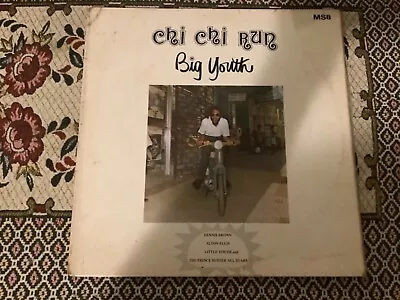 MS8
Chi Chi Run
Big Youth
DENNIS BROWN
ALTON ELLIS
LITTLE YOUTH and
THE PRINCE BUSTER ALL STARS